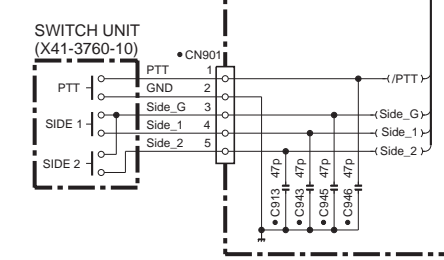 SWITCH UNIT
(X41-3760-10)
CN901
PTT
PTT 1
/PTT
GND 2
Side_G 3
Side_G
SIDE 1
Side_1 4
Side_1
Side_2 5
Side_2
SIDE 2
C913 47p
C943 47p
C945 47p
C946 47p